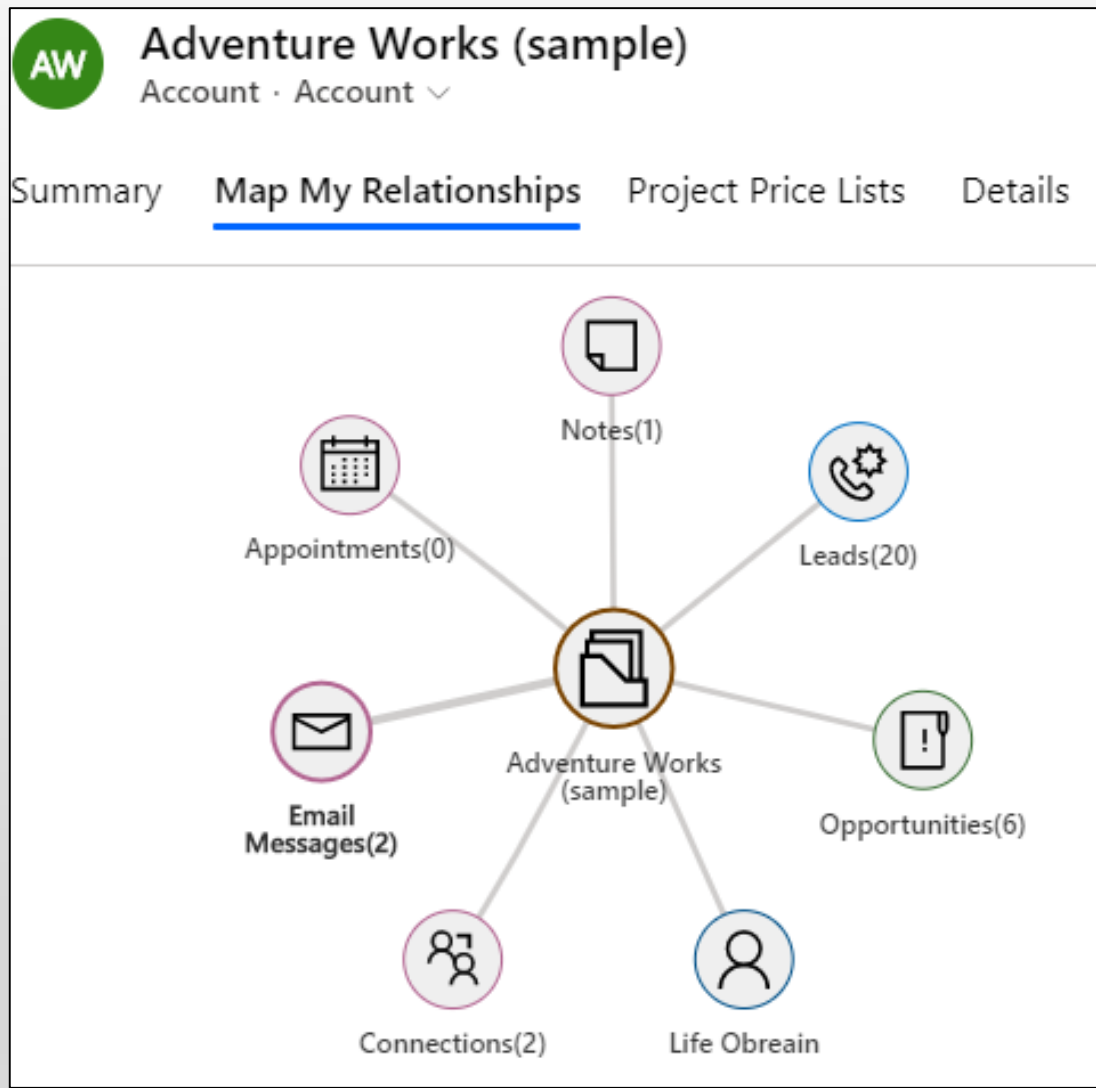 AW
Adventure Works (sample)
Account · Account
Summary
Map My Relationships
Project Price Lists
Details
Notes(1)
Appointments(0)
Leads(20)
Adventure Works
(sample)
Email
Messages(2)
Opportunities(6)
Connections(2)
Life Obreain